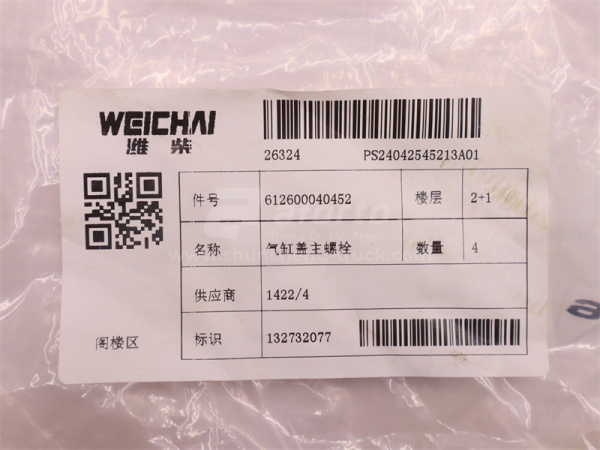 WEICHAI
潍柴
26324 PS24042545213A01
件号 612600040452 楼层 2+1
名称 气缸盖主螺栓 数量 4
供应商 1422/4
阁楼区 标识 132732077